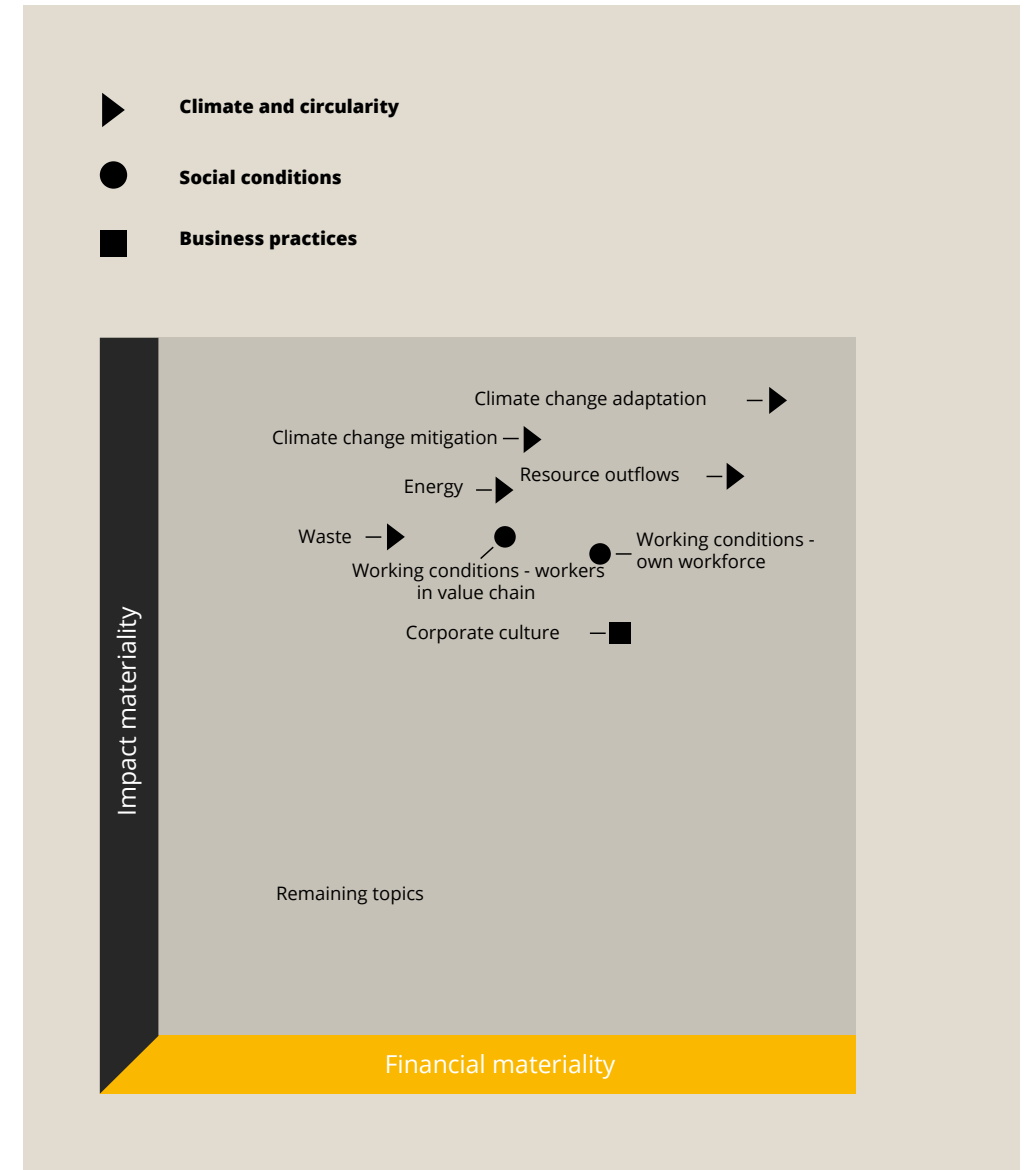 Climate and circularity
Social conditions
Business practices
Climate change adaptation
Climate change mitigation
Resource outflows
Energy
Waste
Working conditions -
own workforce
Working conditions - workers
in value chain
Corporate culture
Impact materiality
Remaining topics
Financial materiality